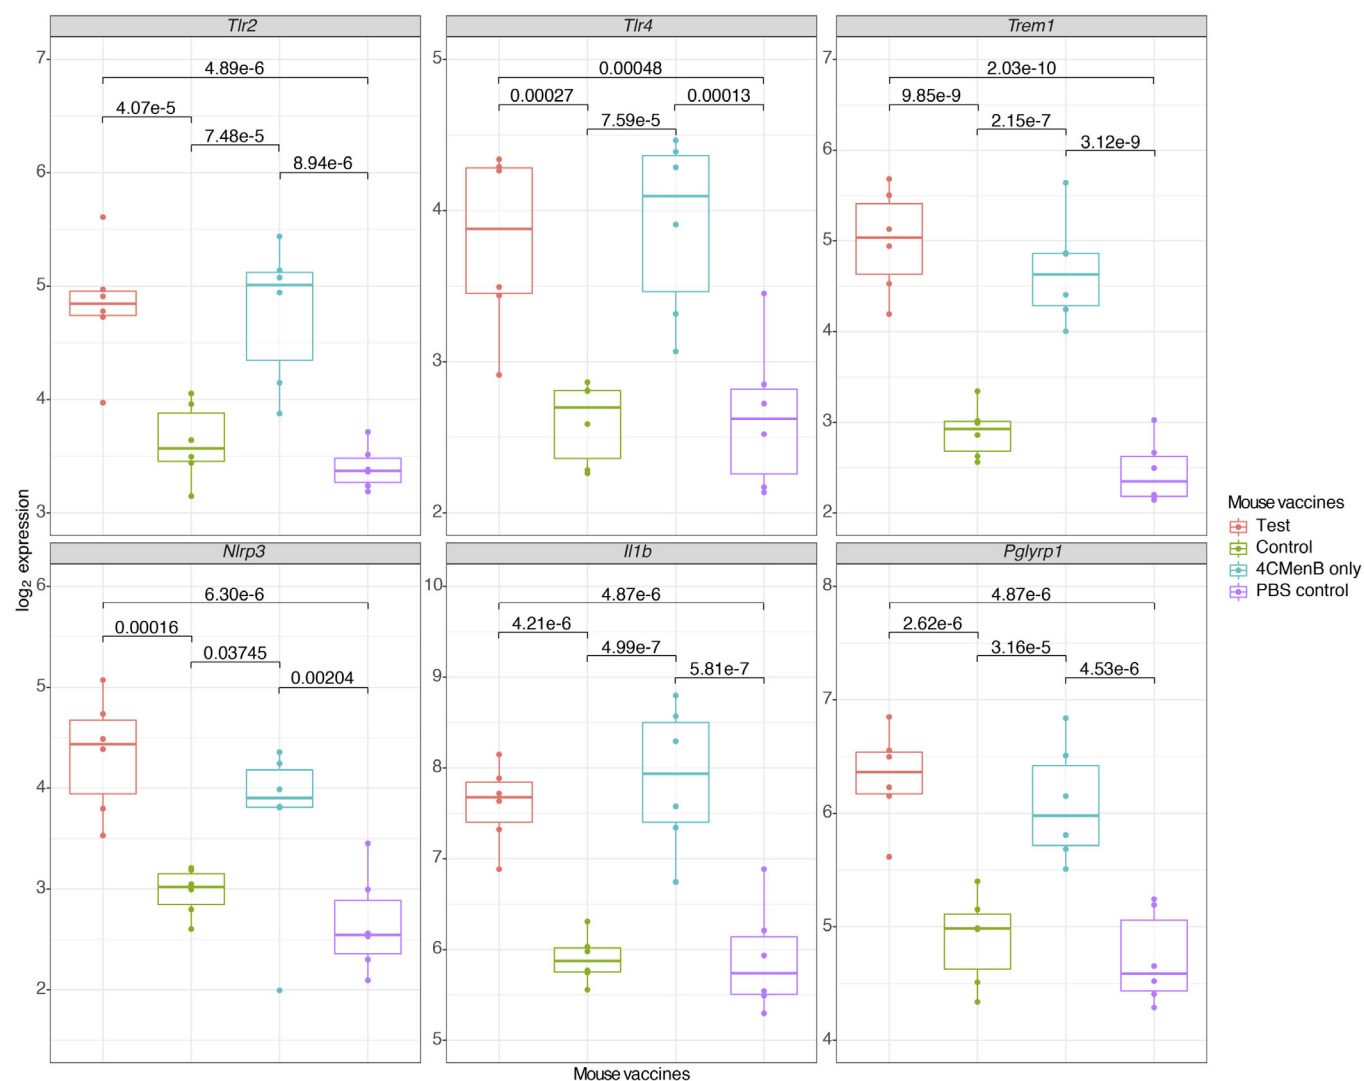 Tlr2
Tlr4
Trem1
7
6
5
4
3
4.89e-6
4.07e-5
7.48e-5
8.94e-6
5
4
3
2
0.00048
0.00027
0.00013
7.59e-5
7
6
5
4
3
2
2.03e-10
9.85e-9
2.15e-7
3.12e-9
log2 expression
Nlrp3
Il1b
Pglyrp1
6
5
4
3
2
6.30e-6
0.00016
0.03745
0.00204
10
9
8
7
6
5
4.87e-6
4.21e-6
4.99e-7
5.81e-7
8
7
6
5
4
4.87e-6
2.62e-6
3.16e-5
4.53e-6
Mouse vaccines
Mouse vaccines
Test
Control
4CMenB only
PBS control